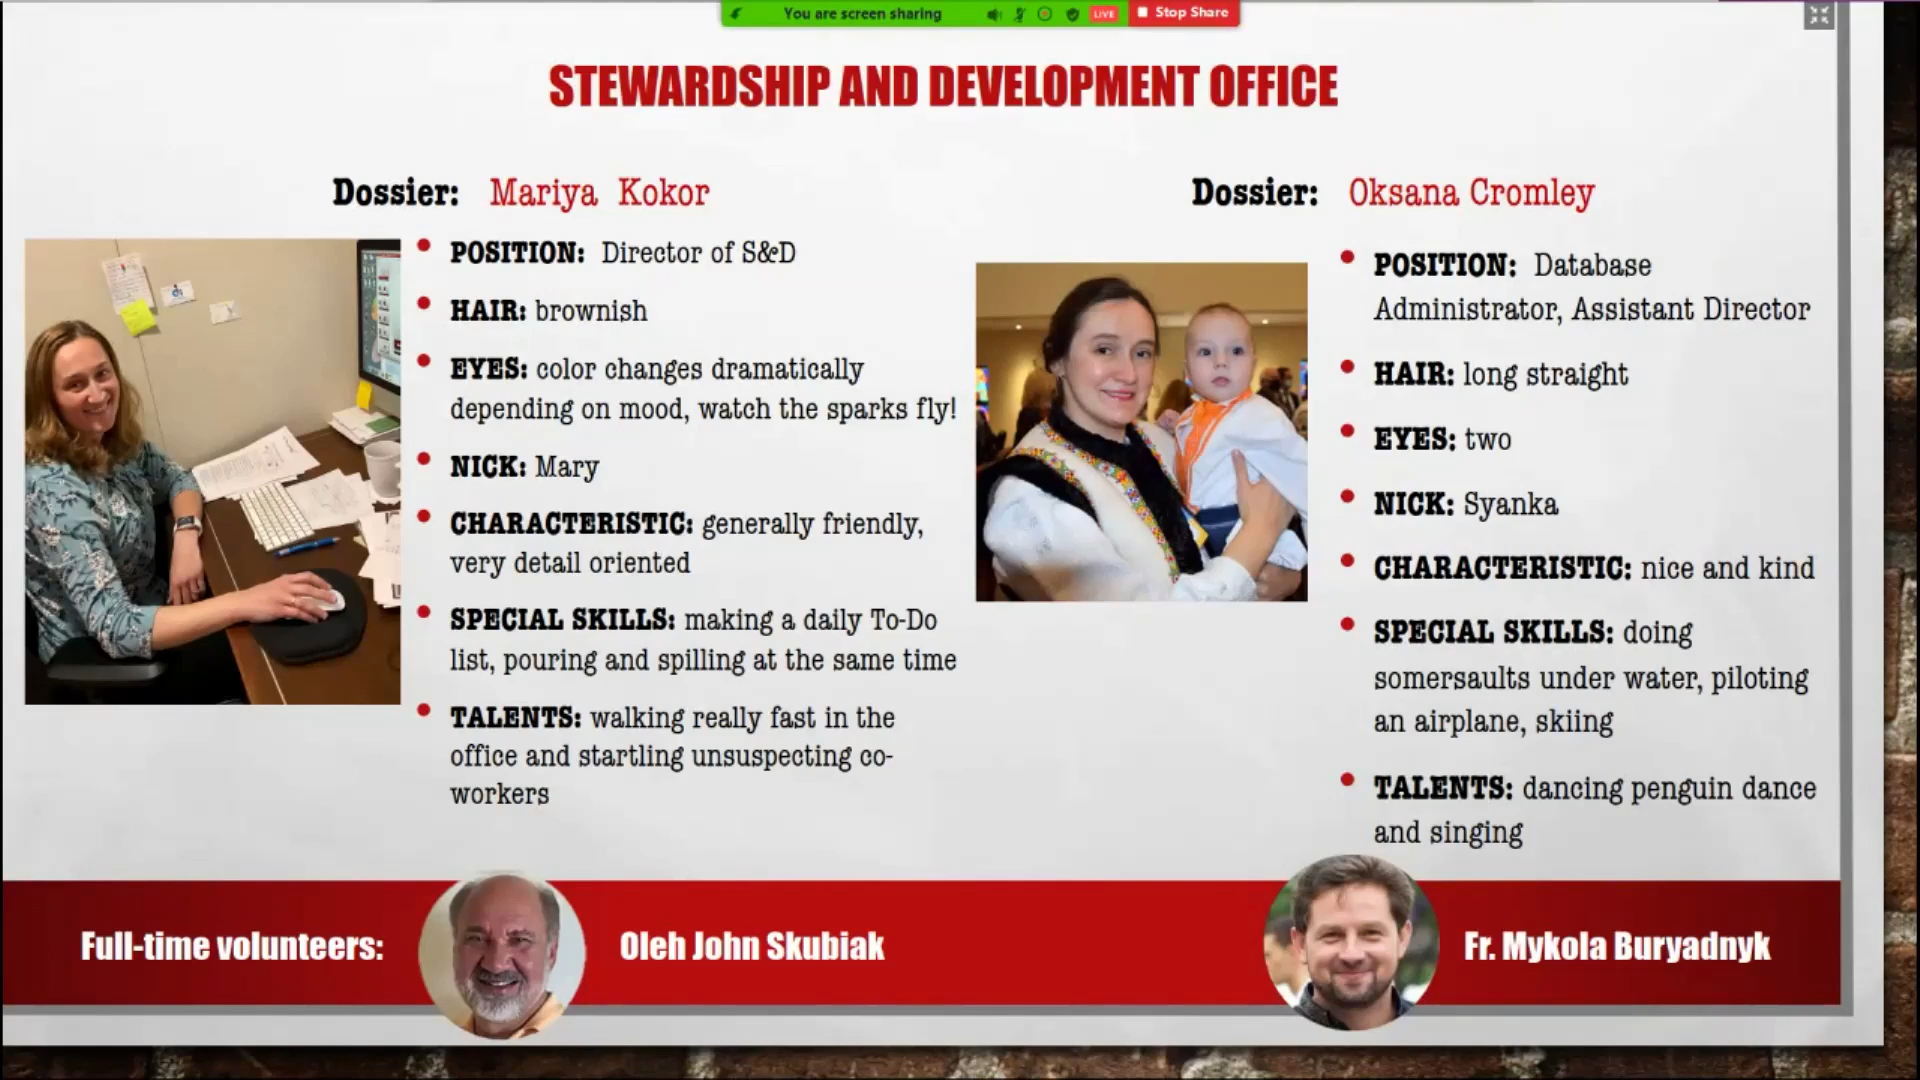 You are screen sharing
LIVE
Stop Share
STEWARDSHIP AND DEVELOPMENT OFFICE
Dossier: Mariya Kokor
POSITION: Director of S&D
HAIR: brownish
EYES: color changes dramatically
depending on mood, watch the sparks fly!
NICK: Mary
CHARACTERISTIC: generally friendly,
very detail oriented
SPECIAL SKILLS: making a daily To-Do
list, pouring and spilling at the same time
TALENTS: walking really fast in the
office and startling unsuspecting co-
workers
Dossier: Oksana Cromley
POSITION: Database
Administrator, Assistant Director
HAIR: long straight
EYES: two
NICK: Syanka
CHARACTERISTIC: nice and kind
SPECIAL SKILLS: doing
somersaults under water, piloting
an airplane, skiing
TALENTS: dancing penguin dance
and singing
Full-time volunteers:
Oleh John Skubiak
Fr. Mykola Buryadnyk